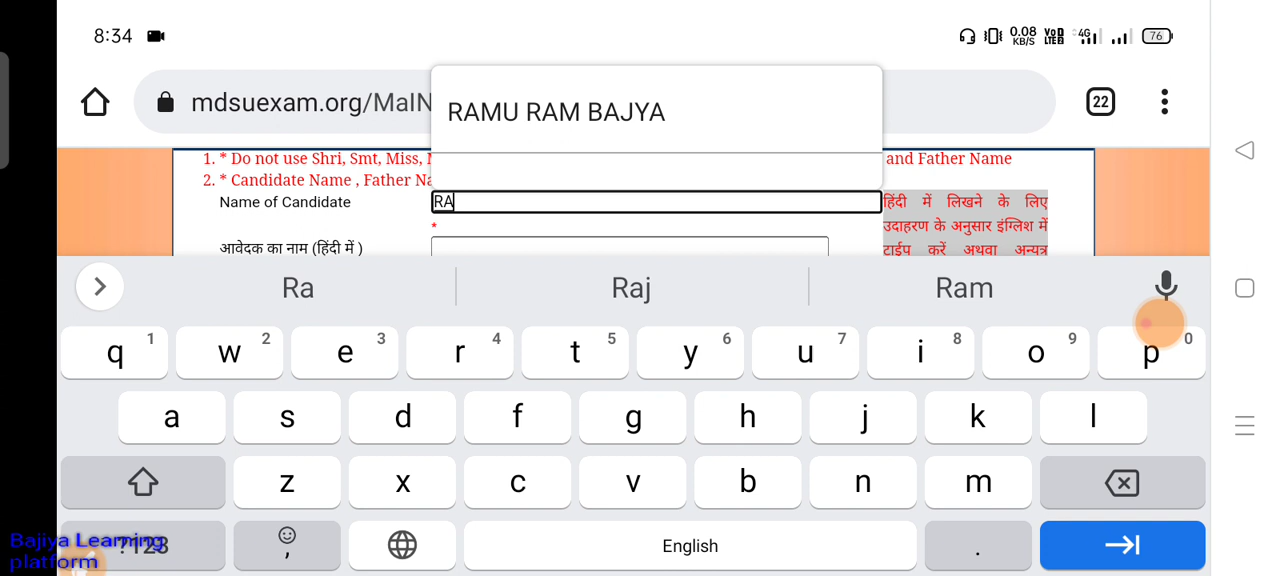 8:34
0.08 KB/S
VoD LTE2
4G
76
mdsuexam.org/MaIN
22
RAMU RAM BAJYA
1. * Do not use Shri, Smt, Miss,
and Father Name
2. * Candidate Name , Father Na
Name of Candidate
RA
हिंदी में लिखने के लिए
*
उदाहरण के अनुसार इंग्लिश में
आवेदक का नाम (हिंदी में )
टाईप करें अथवा अन्यत्र
Ra Raj Ram
q 1 w 2 e 3 r 4 t 5 y 6 u 7 i 8 o 9 p 0
a s d f g h j k l
z x c v b n m
?123 , English .
Bajiya Learning
platform